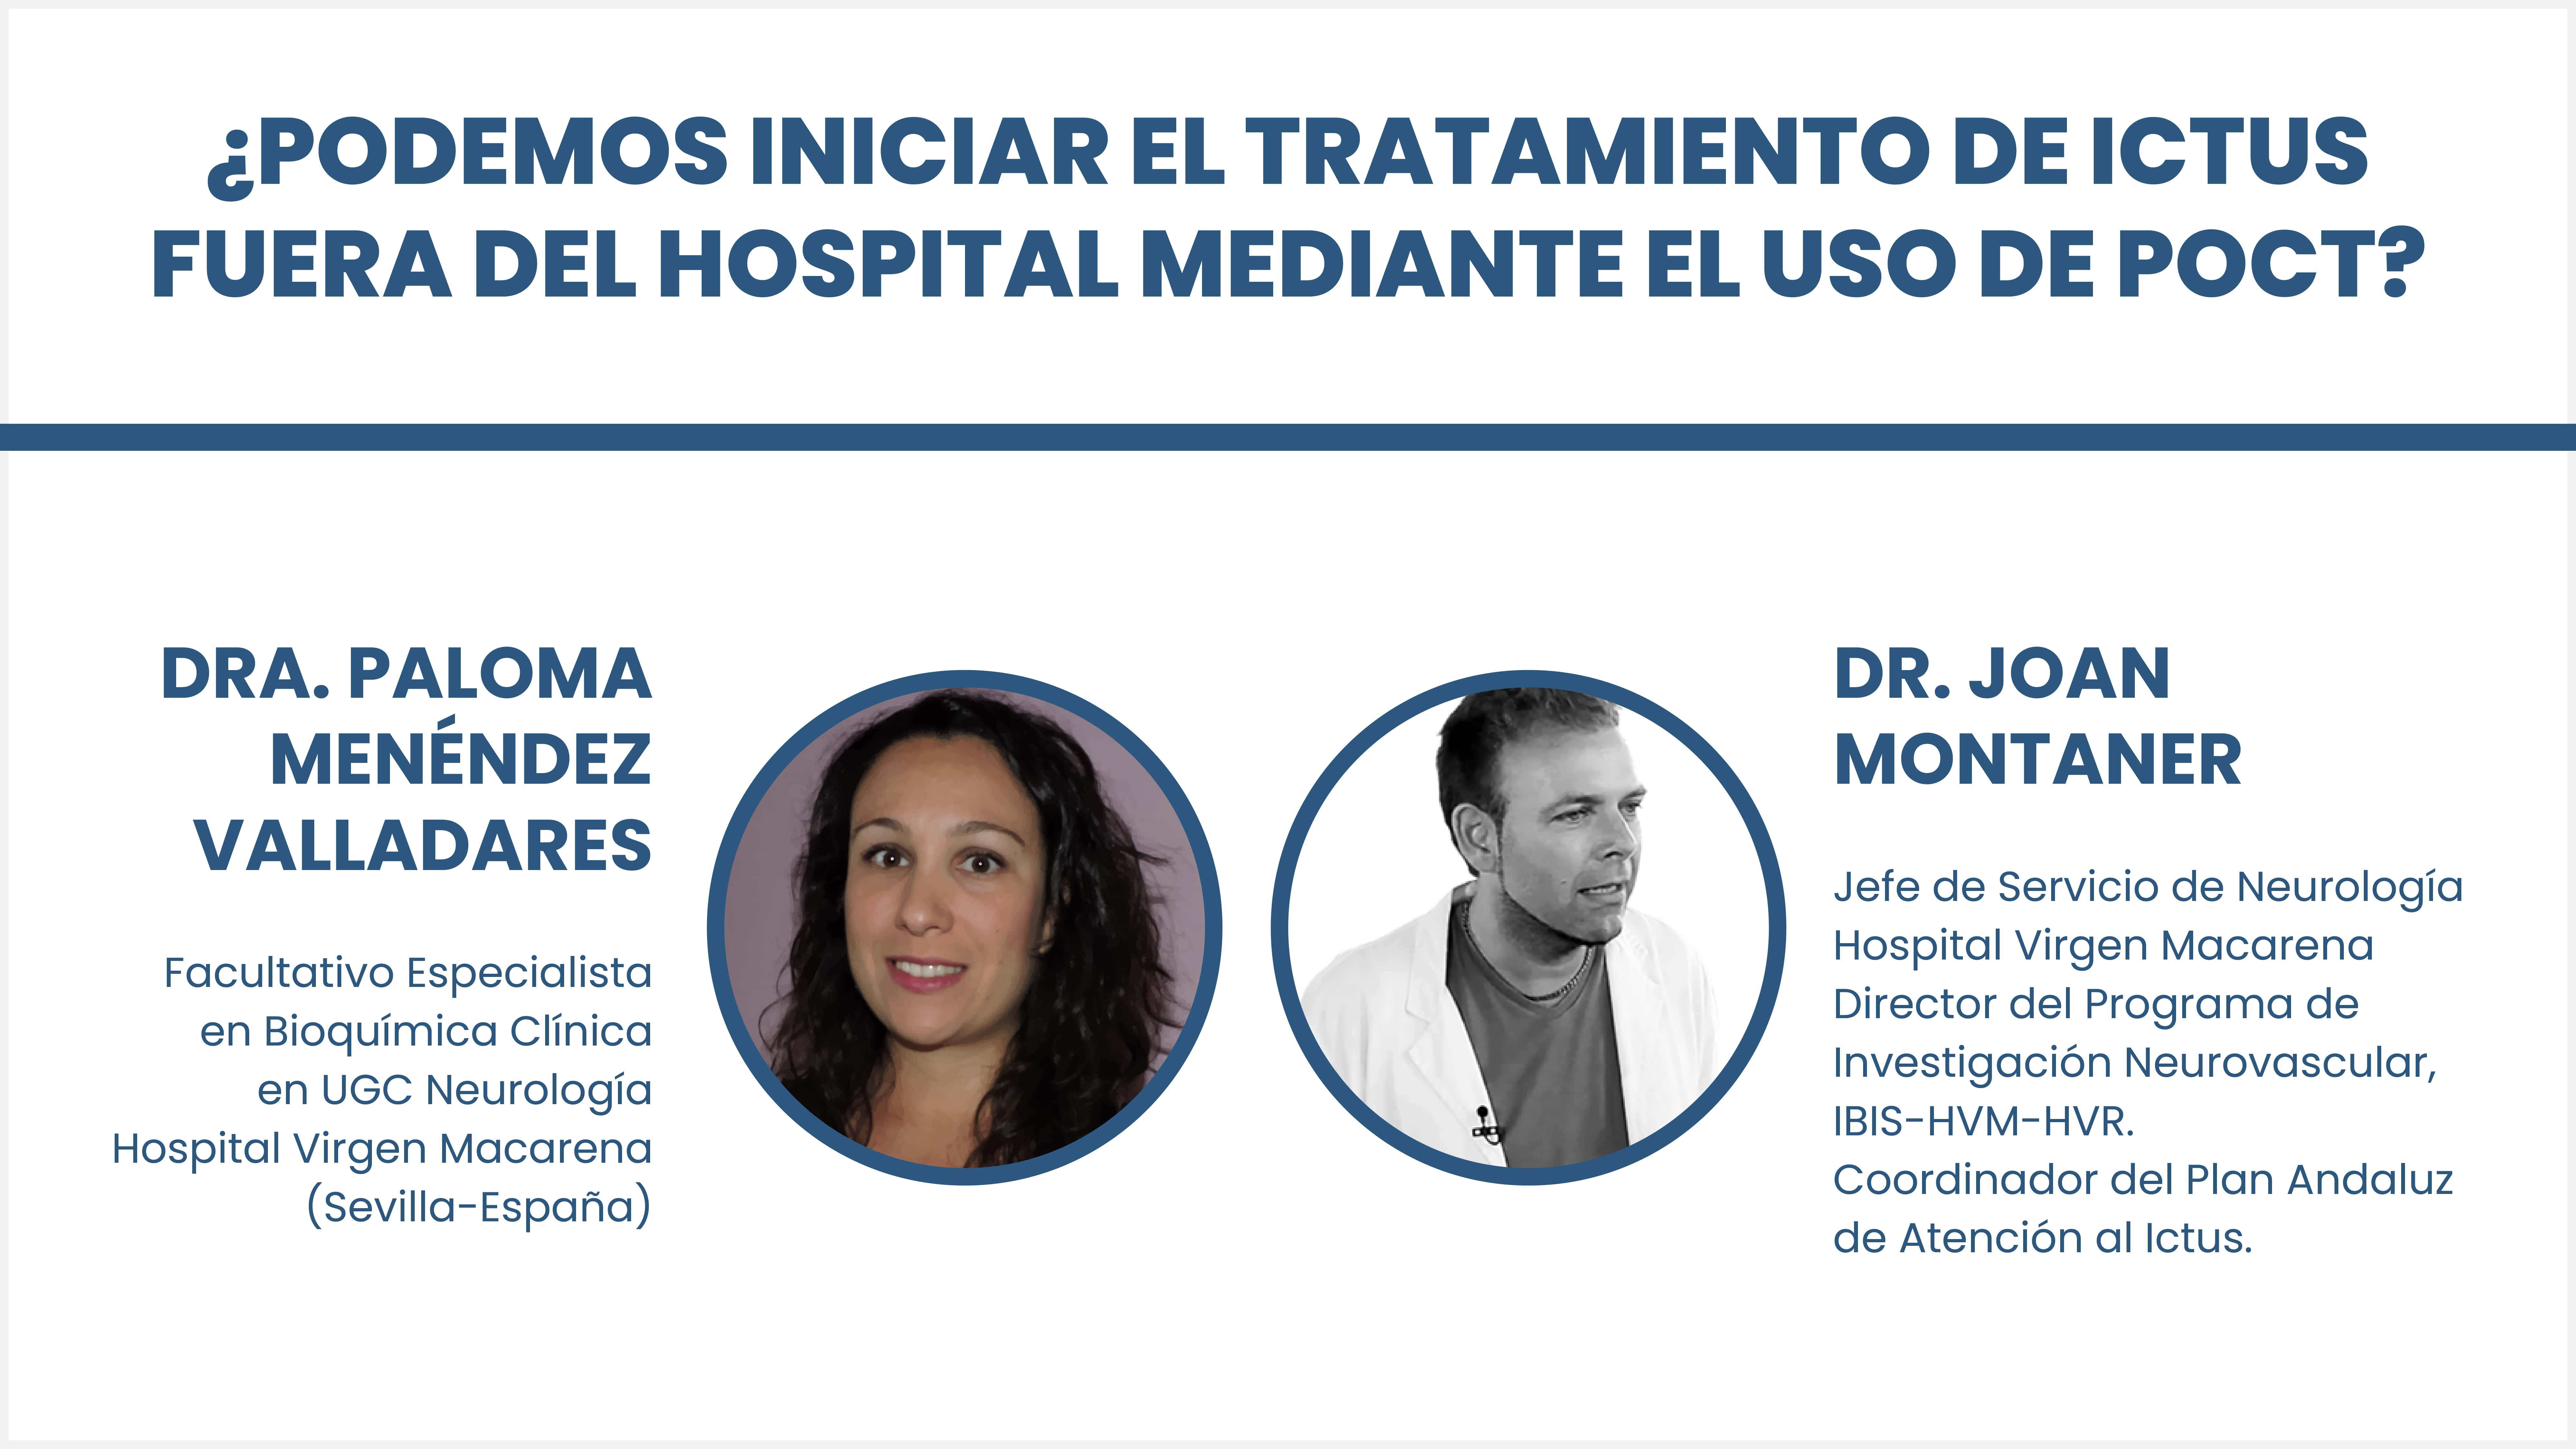 ¿PODEMOS INICIAR EL TRATAMIENTO DE ICTUS
FUERA DEL HOSPITAL MEDIANTE EL USO DE POCT?
DRA. PALOMA
MENÉNDEZ
VALLADARES
Facultativo Especialista
en Bioquímica Clínica
en UGC Neurología
Hospital Virgen Macarena
(Sevilla-España)
DR. JOAN
MONTANER
Jefe de Servicio de Neurología
Hospital Virgen Macarena
Director del Programa de
Investigación Neurovascular,
IBIS-HVM-HVR.
Coordinador del Plan Andaluz
de Atención al Ictus.